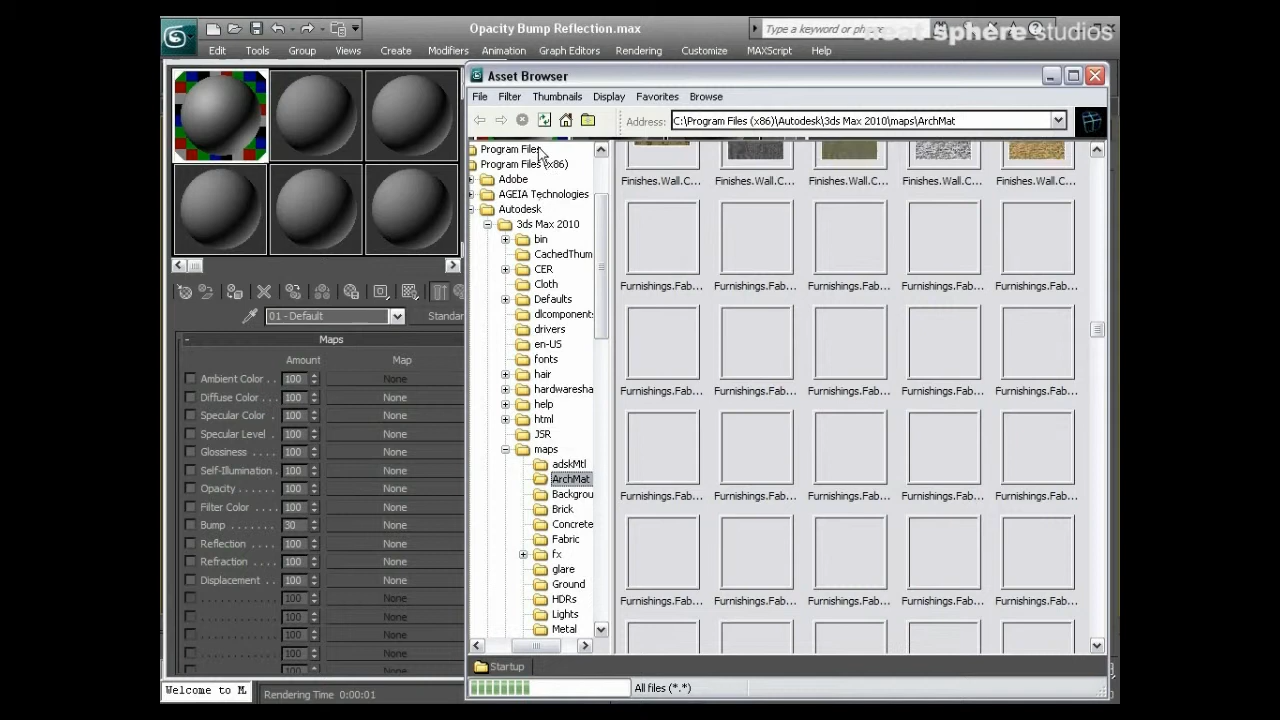 Opacity Bump Reflection.max
Type a keyword or phrase
sphere studios
Edit Tools Group Views Create Modifiers Animation Graph Editors Rendering Customize MAXScript Help
Asset Browser
File Filter Thumbnails Display Favorites Browse
Address: C:\Program Files (x86)\Autodesk\3ds Max 2010\maps\ArchMat
Program Files
Program Files (x86)
Adobe
AGEIA Technologies
Autodesk
3ds Max 2010
bin
CachedThum
CER
Cloth
Defaults
dlcomponents
drivers
en-US
fonts
hair
hardwaresha
help
html
JSR
maps
adskMtl
ArchMat
Backgrou
Brick
Concrete
Fabric
fx
glare
Ground
HDRs
Lights
Metal
Finishes.Wall.C... Finishes.Wall.C... Finishes.Wall.C... Finishes.Wall.C... Finishes.Wall.C...
Furnishings.Fab... Furnishings.Fab... Furnishings.Fab... Furnishings.Fab... Furnishings.Fab...
Furnishings.Fab... Furnishings.Fab... Furnishings.Fab... Furnishings.Fab... Furnishings.Fab...
Furnishings.Fab... Furnishings.Fab... Furnishings.Fab... Furnishings.Fab... Furnishings.Fab...
Furnishings.Fab... Furnishings.Fab... Furnishings.Fab... Furnishings.Fab... Furnishings.Fab...
Startup
All files (*.*)
01 - Default Standar
- Maps
Amount Map
Ambient Color . . 100 None
Diffuse Color . . . 100 None
Specular Color . . 100 None
Specular Level . . 100 None
Glossiness . . . . . 100 None
Self-Illumination . 100 None
Opacity . . . . . . . 100 None
Filter Color . . . . 100 None
Bump . . . . . . . 30 None
Reflection . . . . 100 None
Refraction . . . . 100 None
Displacement . . 100 None
. . . . . . . . . . . . 100 None
. . . . . . . . . . . . 100 None
. . . . . . . . . . . . 100 None
. . . . . . . . . . . . 100 None
. . . . . . . . . . . . 100 None
Welcome to M
Rendering Time 0:00:01